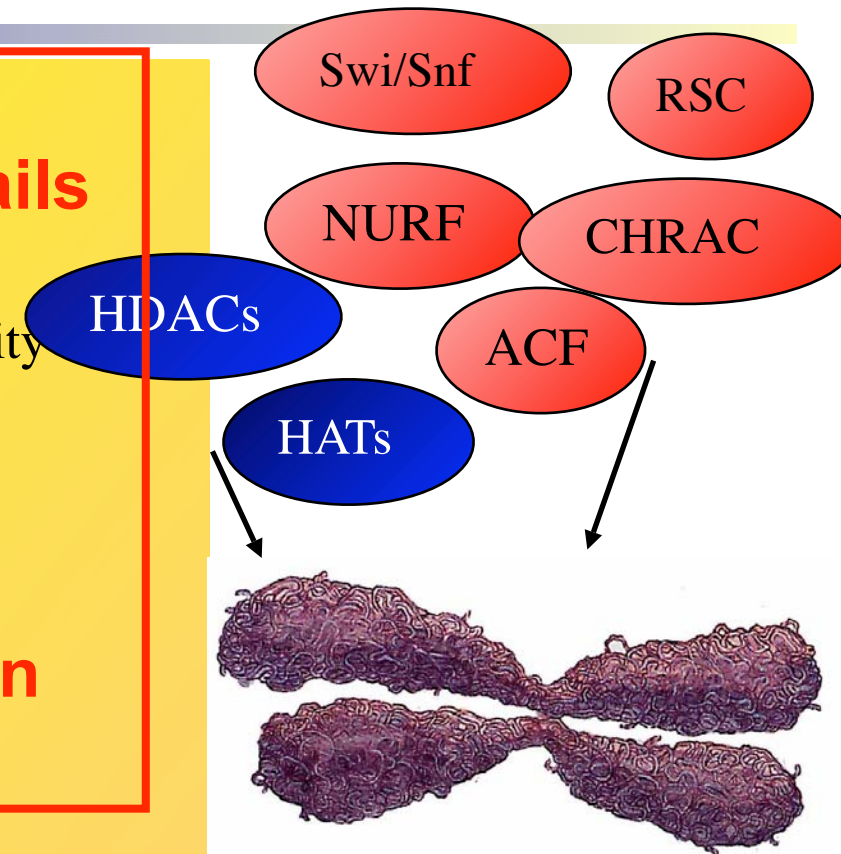 Swi/Snf
RSC
ails
NURF
CHRAC
HDACs
ity
ACF
HATs
n